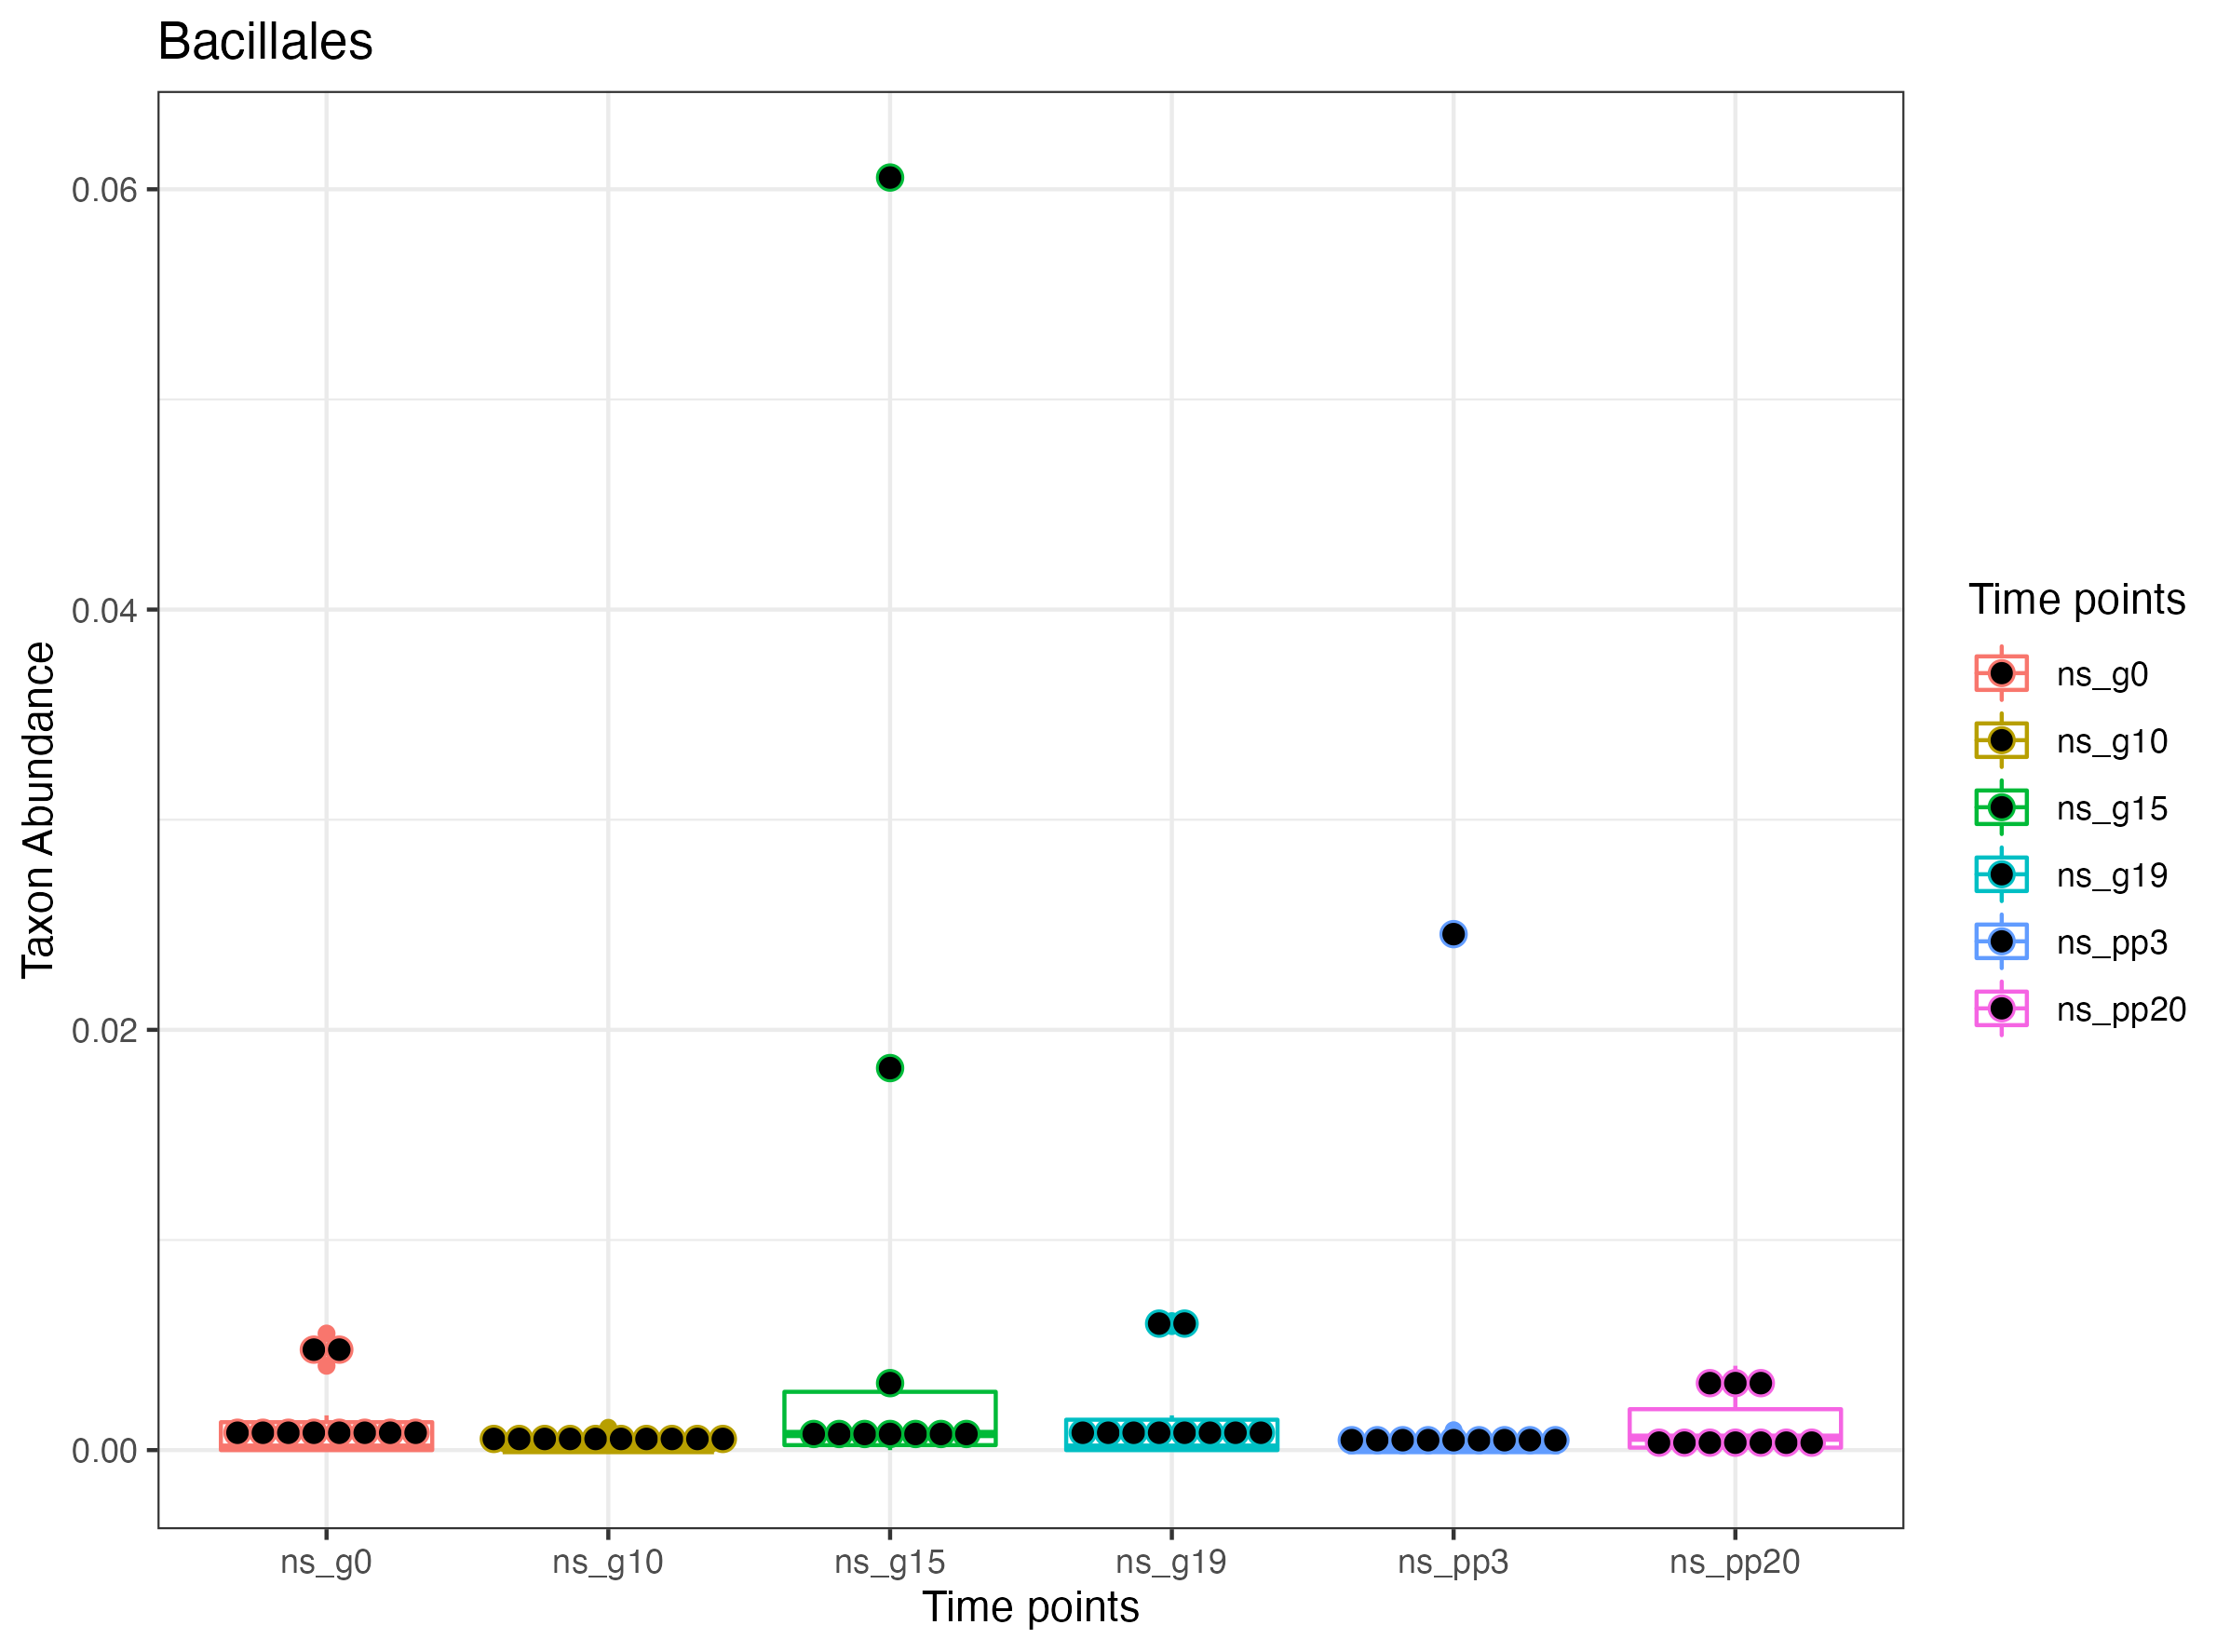 Bacillales
0.06
0.04
0.02
0.00
Taxon Abundance
ns_g0 ns_g10 ns_g15 ns_g19 ns_pp3 ns_pp20
Time points
Time points
ns_g0
ns_g10
ns_g15
ns_g19
ns_pp3
ns_pp20